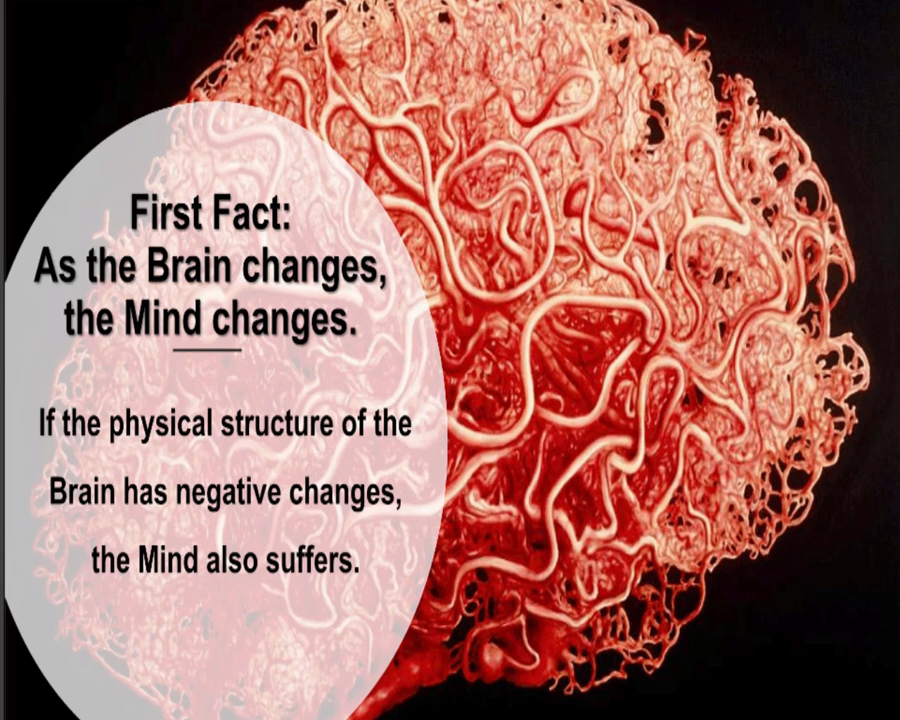 First Fact:
As the Brain changes,
the Mind changes.
If the physical structure of the
Brain has negative changes,
the Mind also suffers.